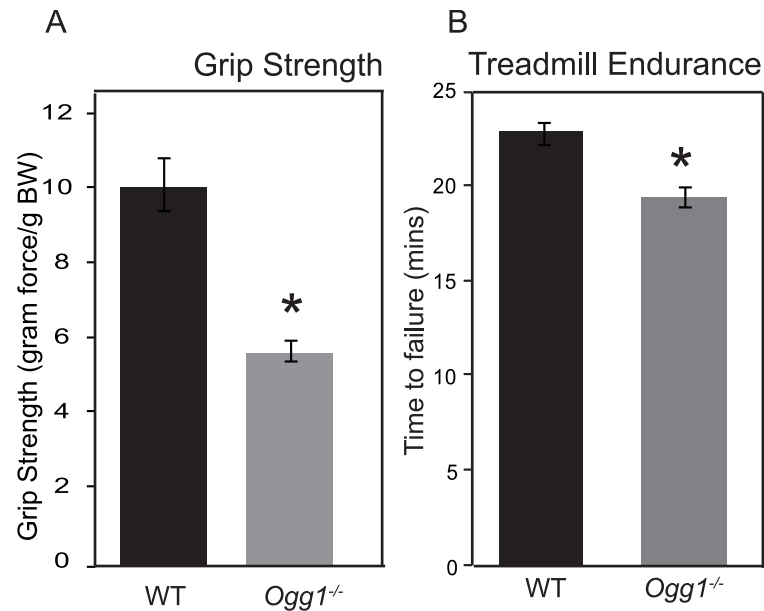 A
Grip Strength
Grip Strength (gram force/g BW)
12
10
8
6
4
2
0
*
WT
Ogg1-/-
B
Treadmill Endurance
Time to failure (mins)
25
20
15
10
5
0
*
WT
Ogg1-/-